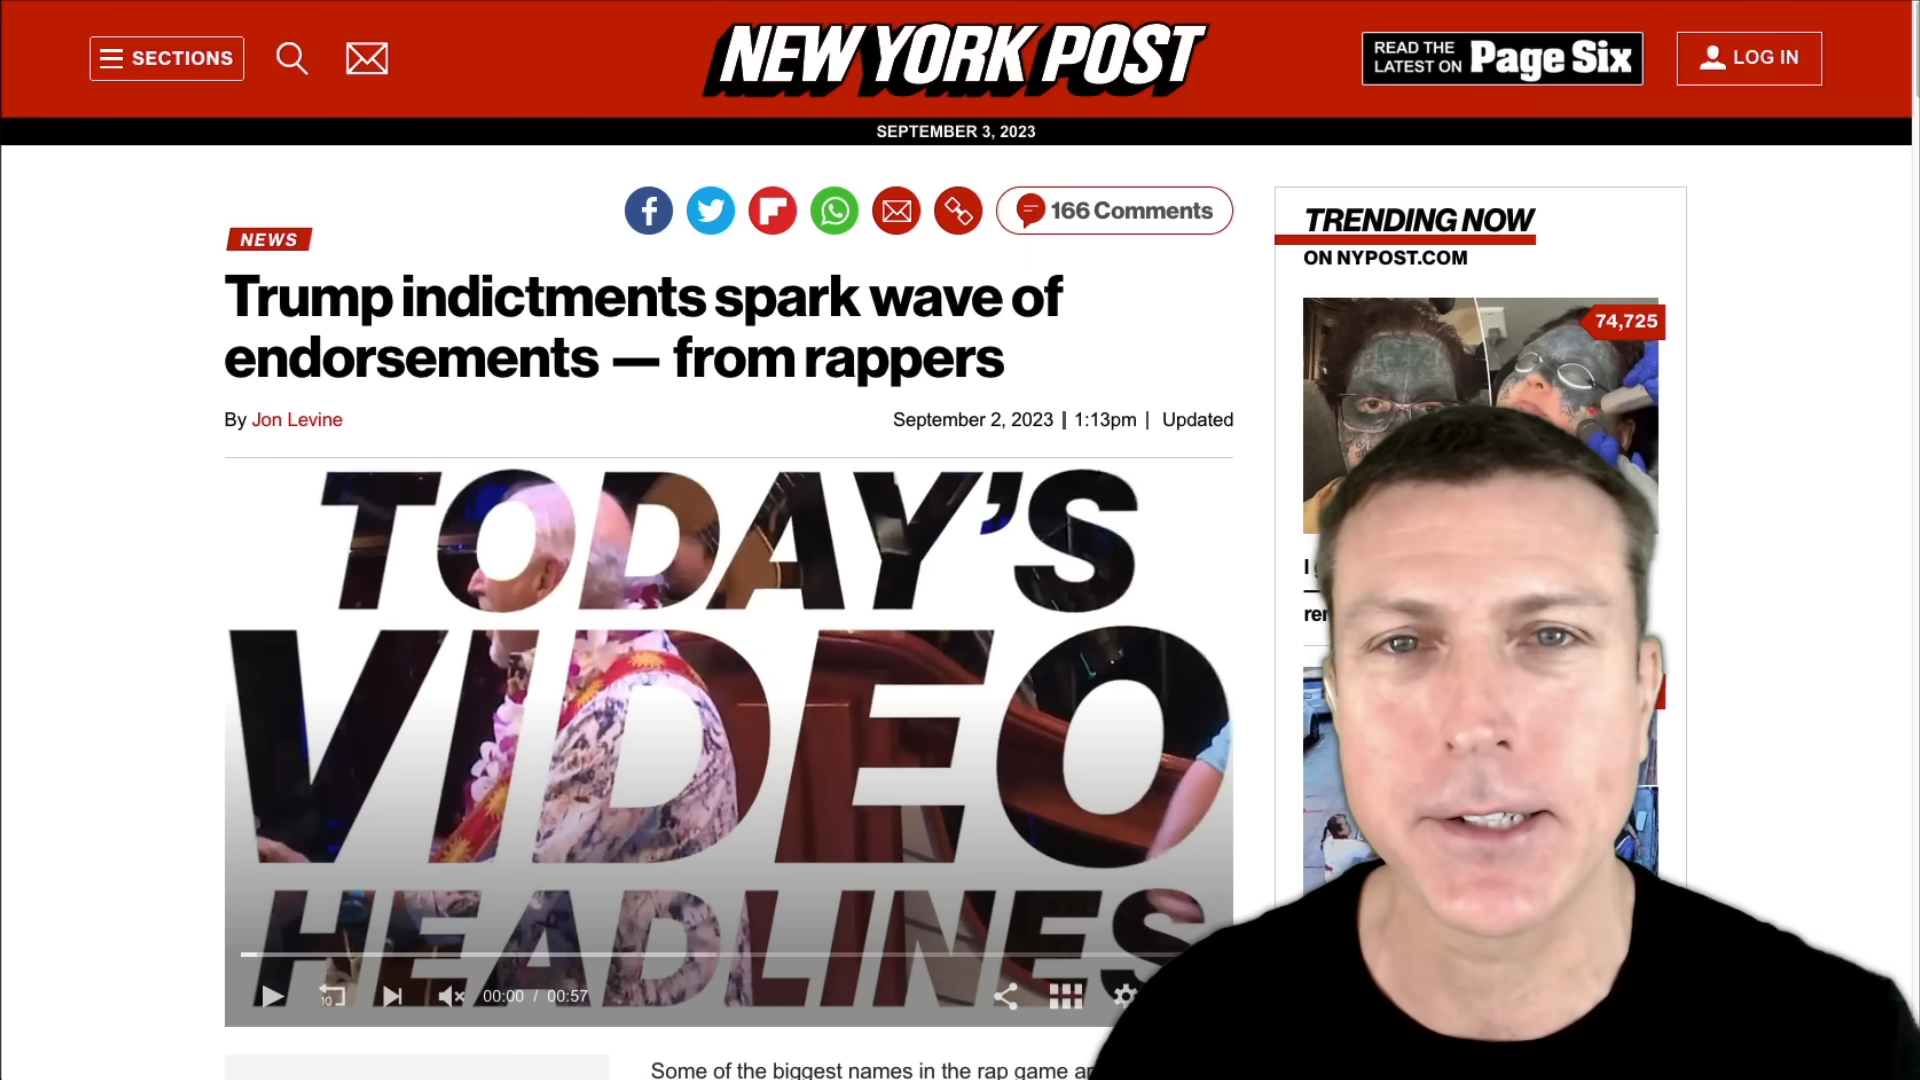 SECTIONS
NEW YORK POST
READ THE
LATEST ON
Page Six
LOG IN
SEPTEMBER 3, 2023
166 Comments
NEWS
Trump indictments spark wave of
endorsements — from rappers
By Jon Levine
September 2, 2023 | 1:13pm | Updated
TODAY'S
VIDEO
HEADLINES
10
00:00 / 00:57
Some of the biggest names in the rap game
TRENDING NOW
ON NYPOST.COM
74,725
I